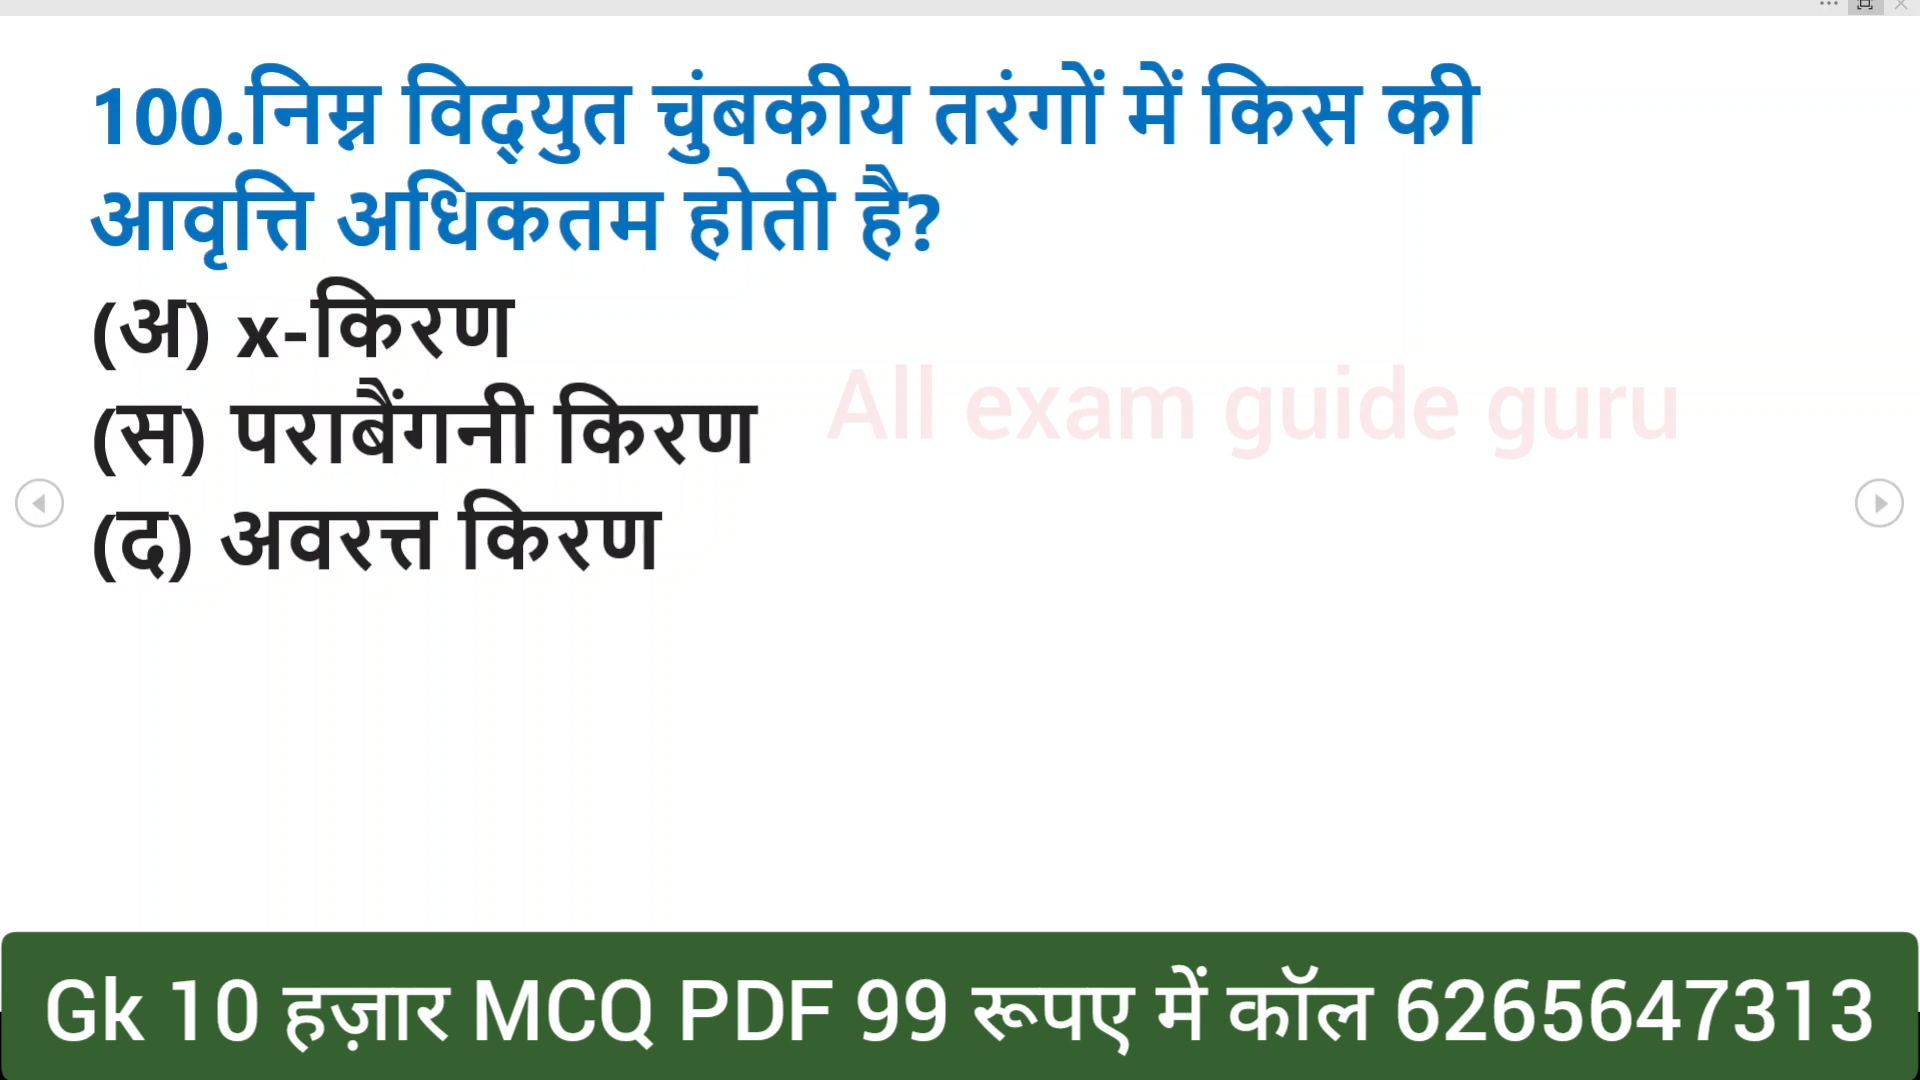 100.निम्न विद्‌युत चुंबकीय तरंगों में किस की
आवृत्ति अधिकतम होती है?
(अ) x-किरण
(स) पराबैंगनी किरण
(द) अवरत्त किरण
All exam guide guru
Gk 10 हज़ार MCQ PDF 99 रूपए में कॉल 6265647313